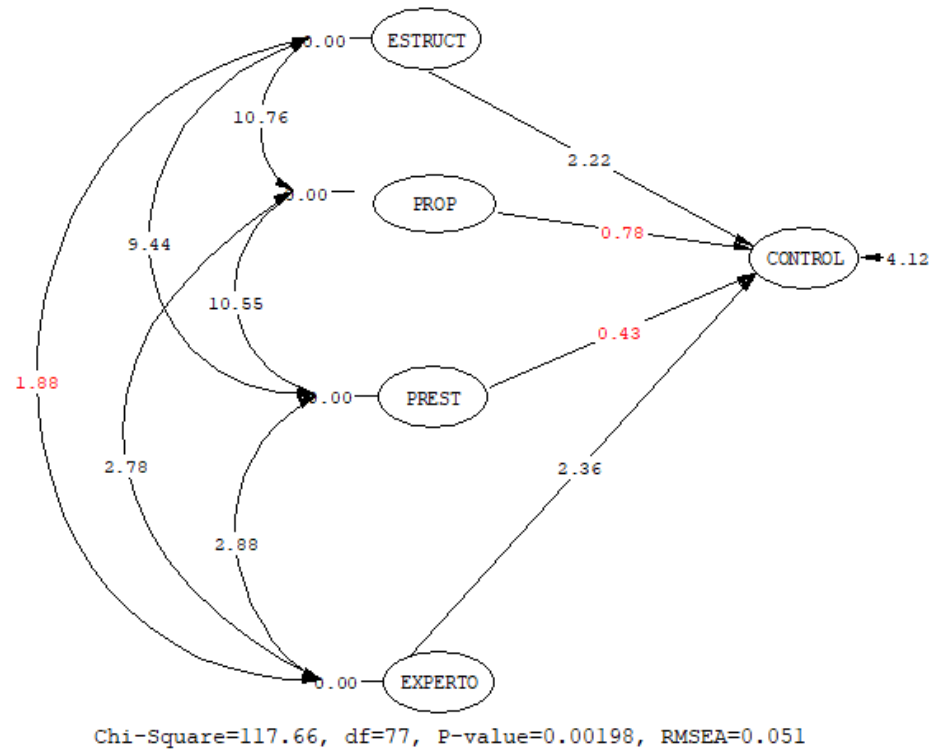 0.00
ESTRUCT
10.76
2.22
0.00
PROP
0.78
9.44
CONTROL
4.12
10.55
0.43
1.88
0.00
PREST
2.78
2.36
2.88
0.00
EXPERTO
Chi-Square=117.66, df=77, P-value=0.00198, RMSEA=0.051